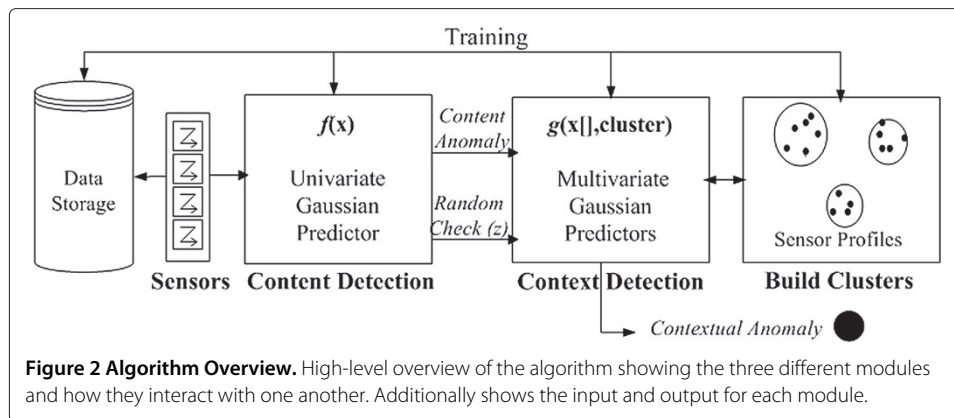 Training
Data
Storage
Sensors
f(x)
Univariate
Gaussian
Predictor
Content Detection
Content
Anomaly
Random
Check (z)
g(x[],cluster)
Multivariate
Gaussian
Predictors
Context Detection
Sensor Profiles
Build Clusters
Contextual Anomaly
Figure 2 Algorithm Overview. High-level overview of the algorithm showing the three different modules
and how they interact with one another. Additionally shows the input and output for each module.